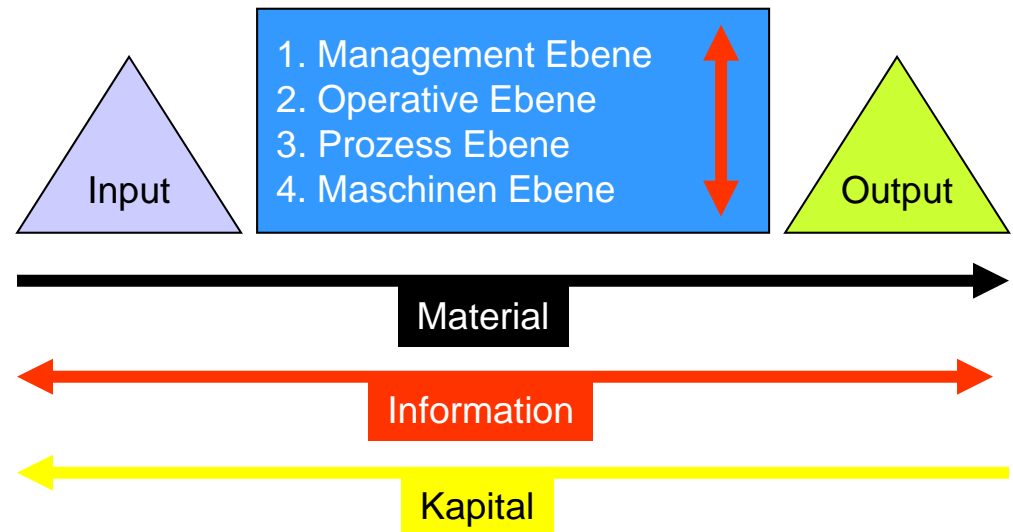 1. Management Ebene
2. Operative Ebene
3. Prozess Ebene
4. Maschinen Ebene
Input
Output
Material
Information
Kapital